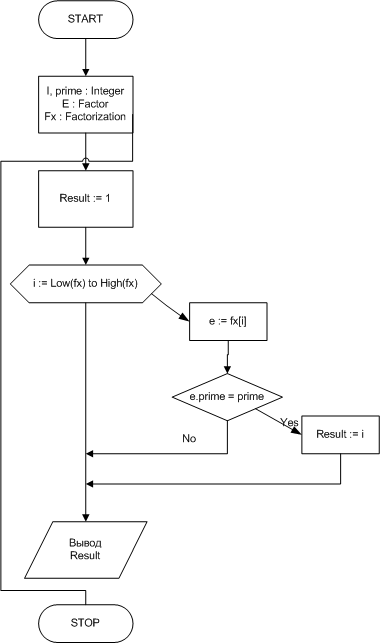 START
I, prime : Integer
E : Factor
Fx : Factorization
Result := 1
i := Low(fx) to High(fx)
e := fx[i]
e.prime = prime
Yes
No
Result := i
Вывод
Result
STOP